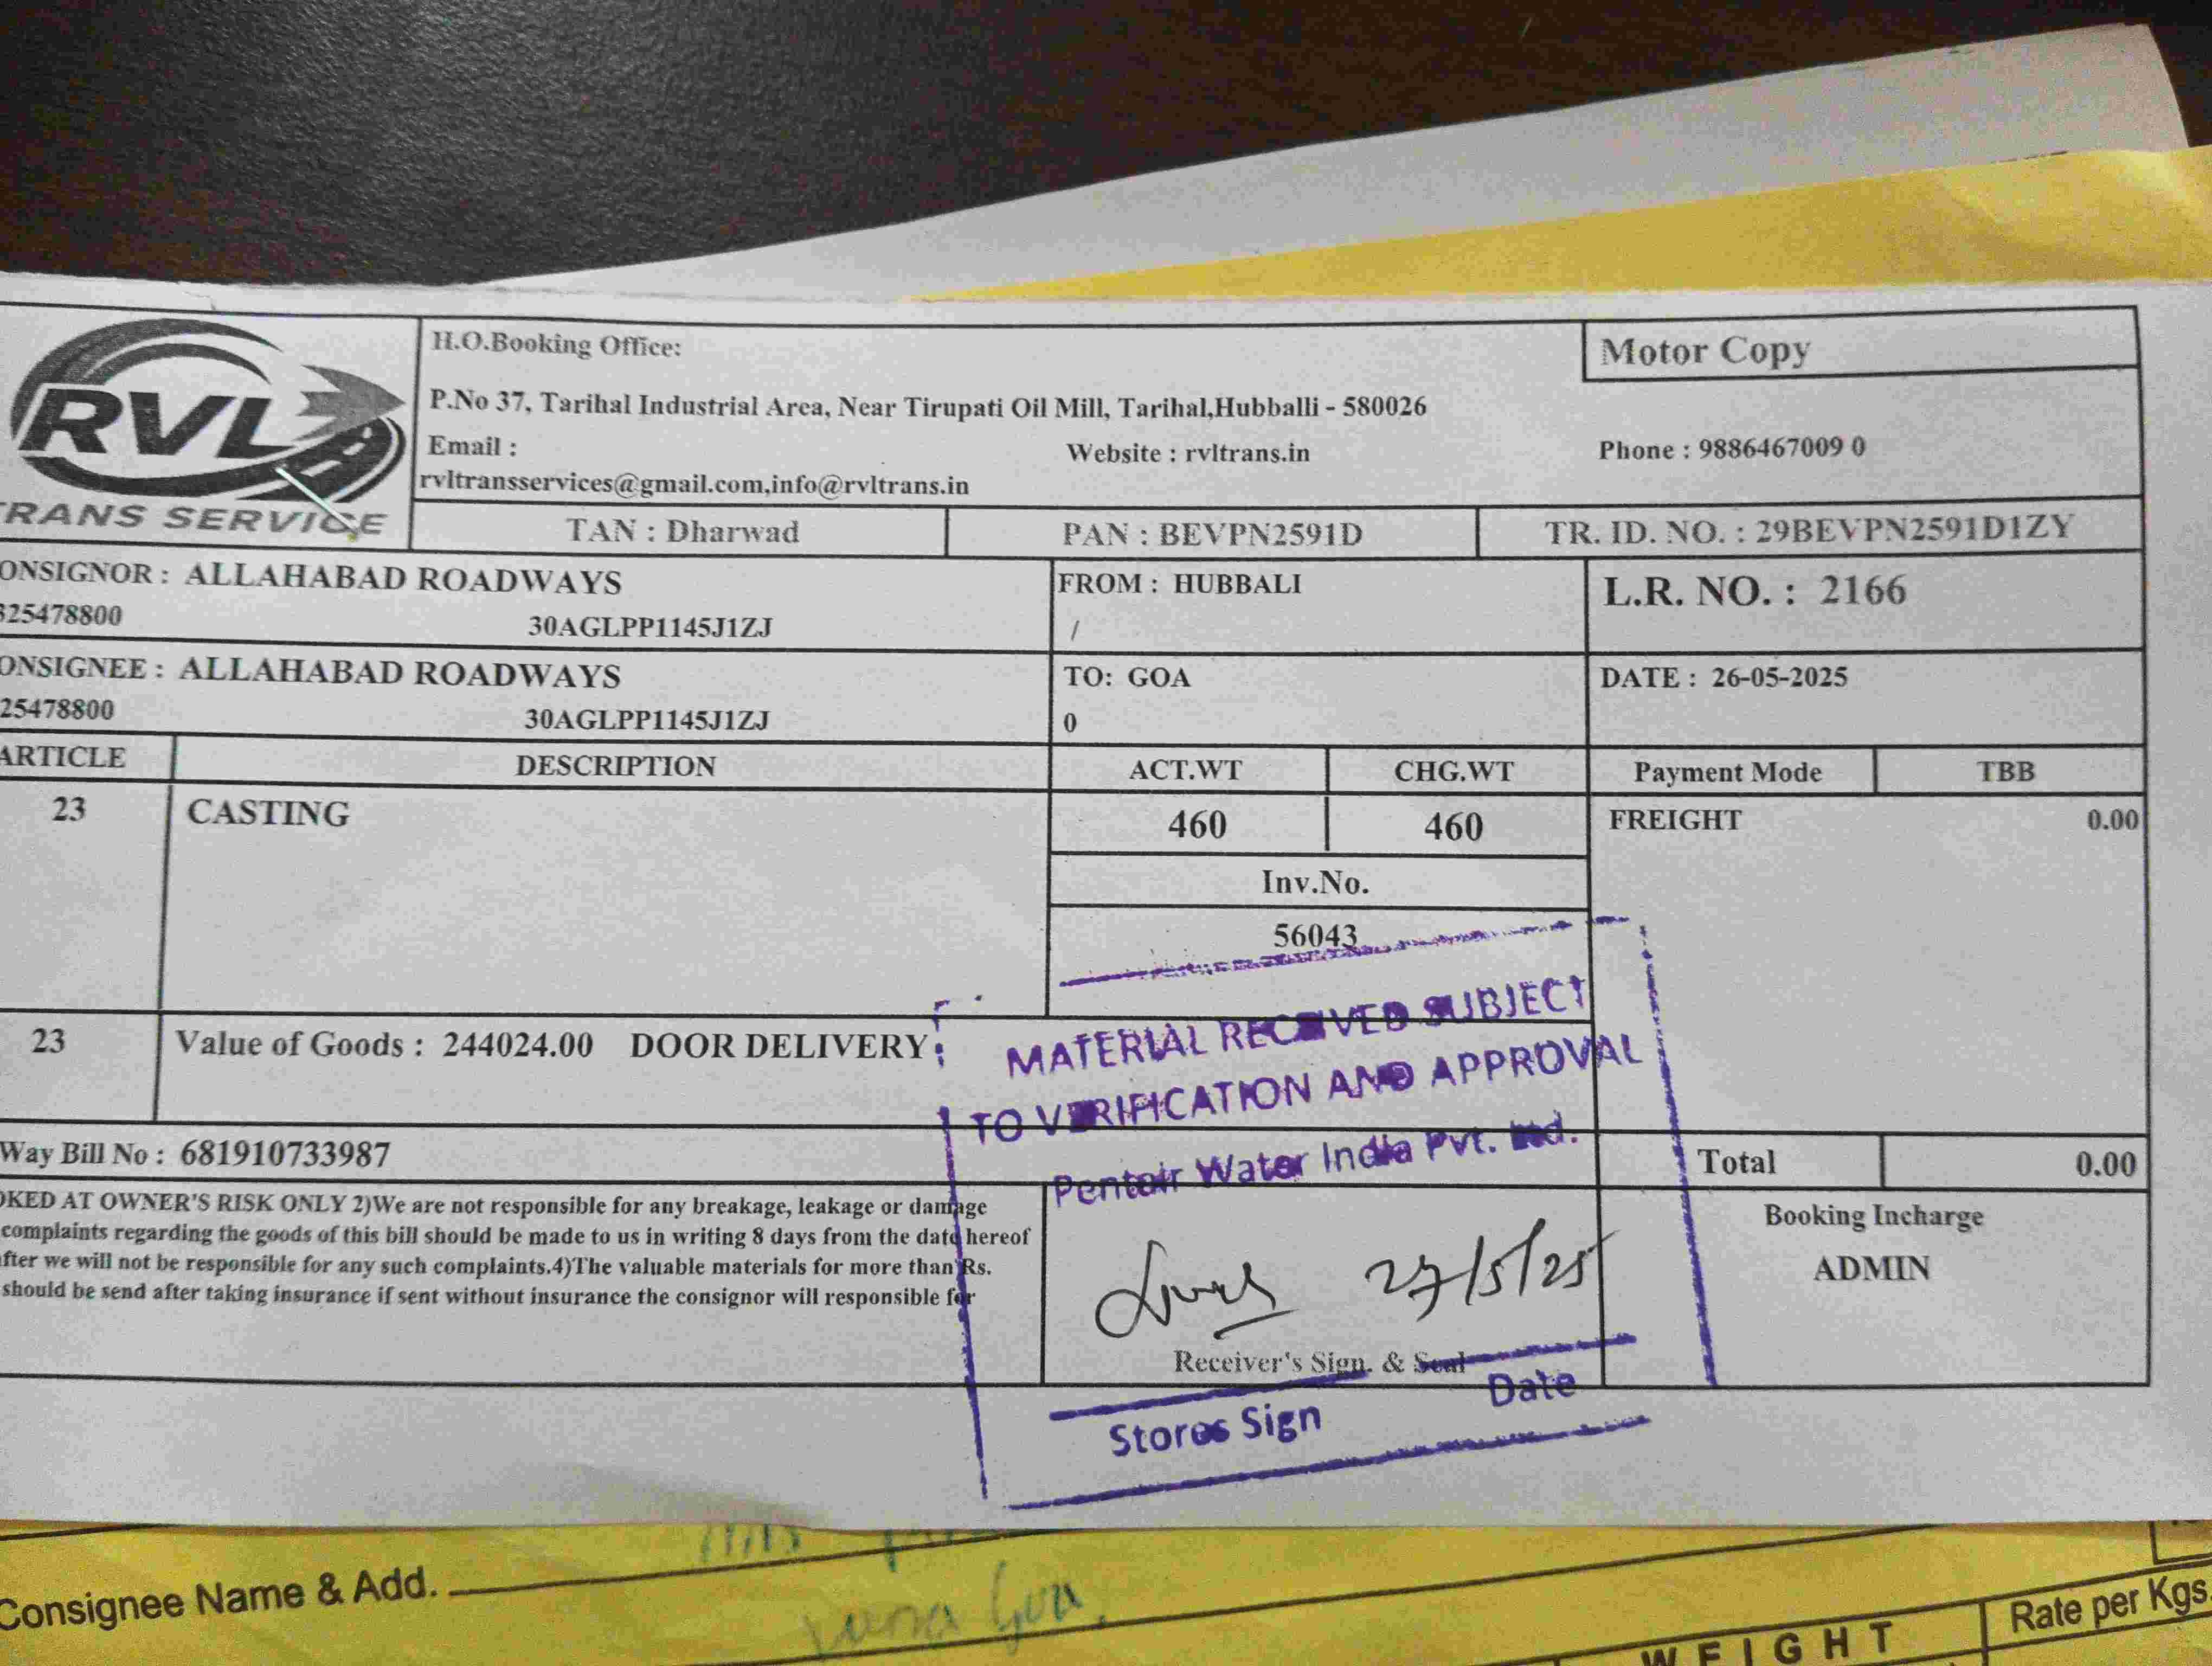 H.O.Booking Office:
Motor Copy
P.No 37, Tarihal Industrial Area, Near Tirupati Oil Mill, Tarihal,Hubballi - 580026
Email :
Website : rvltrans.in
Phone : 9886467009 0
rvltransservices@gmail.com,info@rvltrans.in
RVL
TRANS SERVICE
TAN : Dharwad
PAN : BEVPN2591D
TR. ID. NO. : 29BEVPN2591D1ZY
ONSIGNOR : ALLAHABAD ROADWAYS
FROM : HUBBALI
L.R. NO. : 2166
325478800
30AGLPP1145J1ZJ
/
ONSIGNEE : ALLAHABAD ROADWAYS
TO: GOA
DATE : 26-05-2025
25478800
30AGLPP1145J1ZJ
0
ARTICLE
DESCRIPTION
ACT.WT
CHG.WT
Payment Mode
TBB
23
CASTING
460
460
FREIGHT
0.00
Inv.No.
56043
23
Value of Goods : 244024.00 DOOR DELIVERY
MATERIAL RECEIVED SUBJECT
TO VERIFICATION AND APPROVAL
Pentair Water India Pvt. Ltd.
Way Bill No : 681910733987
Total
0.00
OKED AT OWNER'S RISK ONLY 2)We are not responsible for any breakage, leakage or damage
complaints regarding the goods of this bill should be made to us in writing 8 days from the date hereof
fter we will not be responsible for any such complaints.4)The valuable materials for more than Rs.
should be send after taking insurance if sent without insurance the consignor will responsible for
27/5/25
Booking Incharge
ADMIN
Receiver's Sign. & Seal
Stores Sign
Date
Consignee Name & Add.
Goa.
WEIGHT
Rate per Kgs.